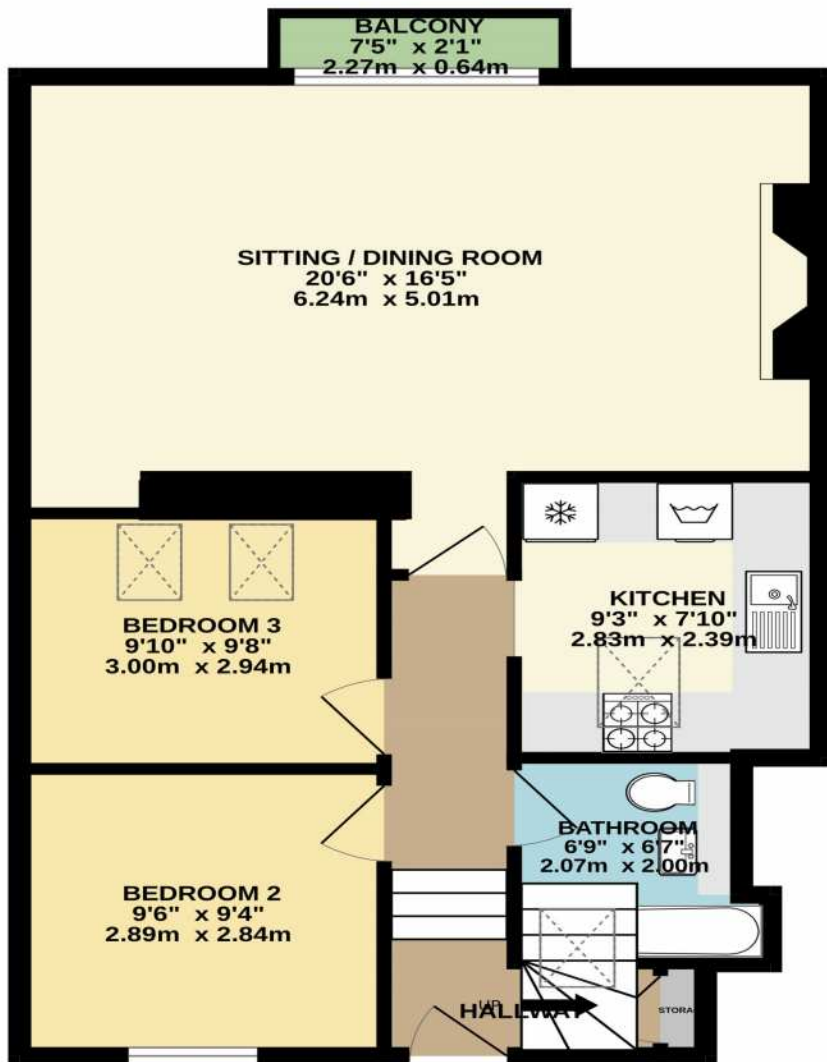 BALCONY
7'5" x 2'1"
2.27m x 0.64m
SITTING / DINING ROOM
20'6" x 16'5"
6.24m x 5.01m
KITCHEN
9'3" x 7'10"
2.83m x 2.39m
BEDROOM 3
9'10" x 9'8"
3.00m x 2.94m
BATHROOM
6'9" x 6'7"
2.07m x 2.00m
BEDROOM 2
9'6" x 9'4"
2.89m x 2.84m
UP
HALLWAY
STORA